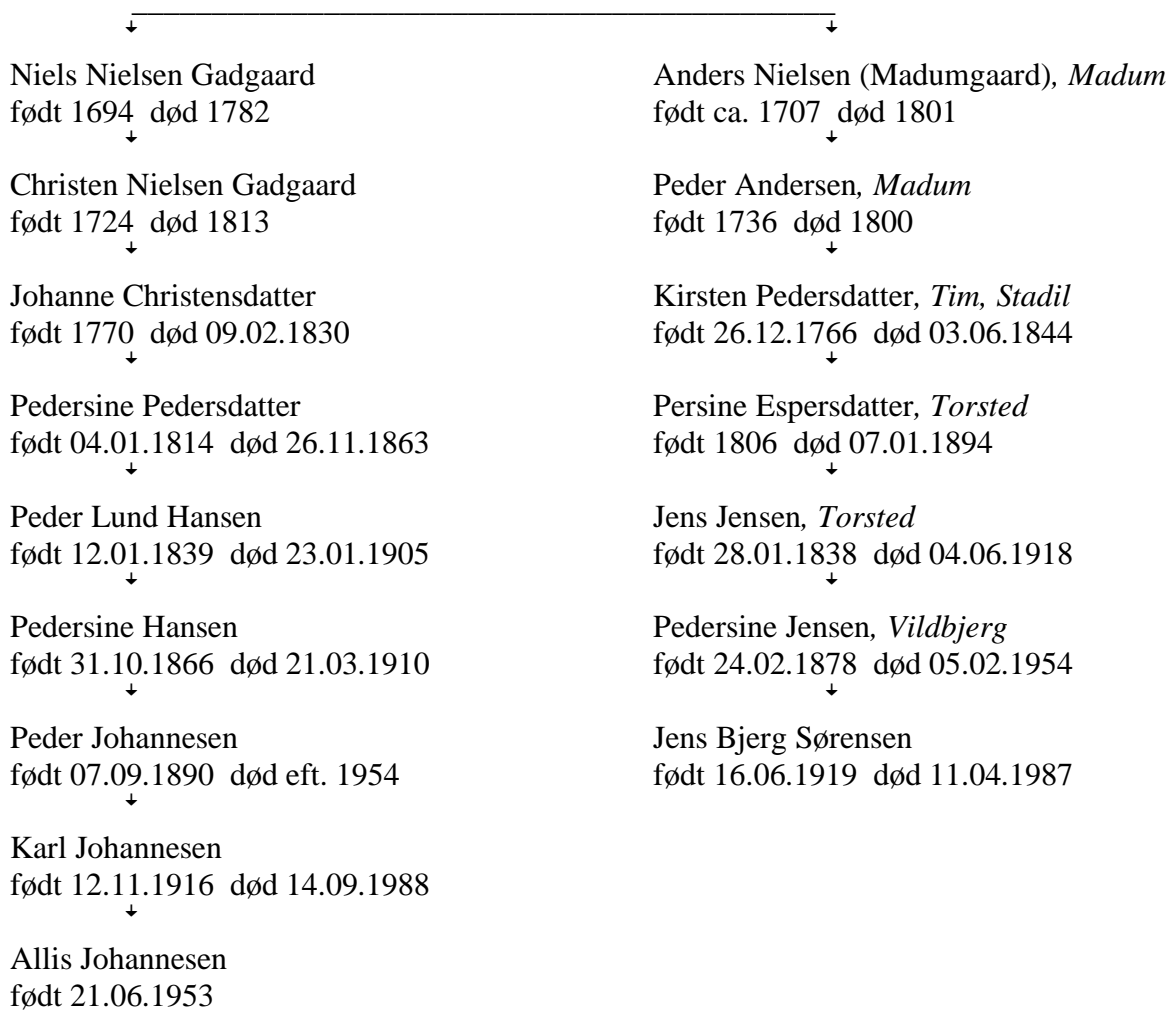 Niels Nielsen Gadgaard
født 1694 død 1782
Christen Nielsen Gadgaard
født 1724 død 1813
Johanne Christensdatter
født 1770 død 09.02.1830
Pedersine Pedersdatter
født 04.01.1814 død 26.11.1863
Peder Lund Hansen
født 12.01.1839 død 23.01.1905
Pedersine Hansen
født 31.10.1866 død 21.03.1910
Peder Johannesen
født 07.09.1890 død eft. 1954
Karl Johannesen
født 12.11.1916 død 14.09.1988
Allis Johannesen
født 21.06.1953
Anders Nielsen (Madumgaard), Madum
født ca. 1707 død 1801
Peder Andersen, Madum
født 1736 død 1800
Kirsten Pedersdatter, Tim, Stadil
født 26.12.1766 død 03.06.1844
Persine Espersdatter, Torsted
født 1806 død 07.01.1894
Jens Jensen, Torsted
født 28.01.1838 død 04.06.1918
Pedersine Jensen, Vildbjerg
født 24.02.1878 død 05.02.1954
Jens Bjerg Sørensen
født 16.06.1919 død 11.04.1987